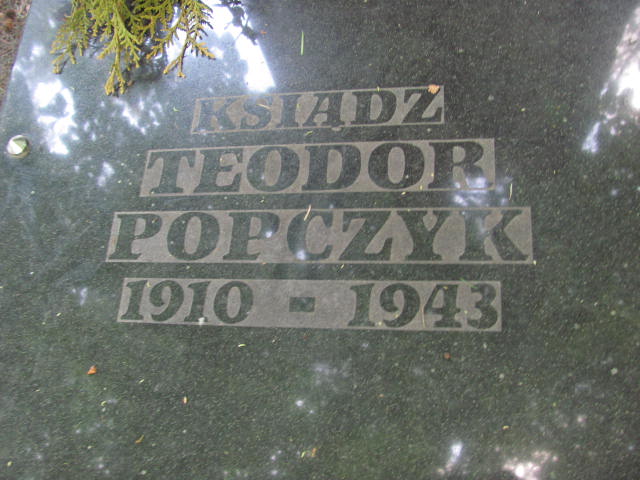 KSIĄDZ
TEODOR
POPCZYK
1910 - 1943